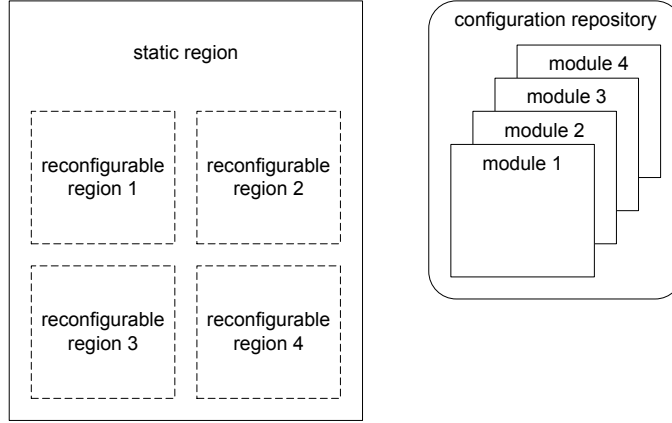 static region
reconfigurable
region 1
reconfigurable
region 2
reconfigurable
region 3
reconfigurable
region 4
configuration repository
module 4
module 3
module 2
module 1